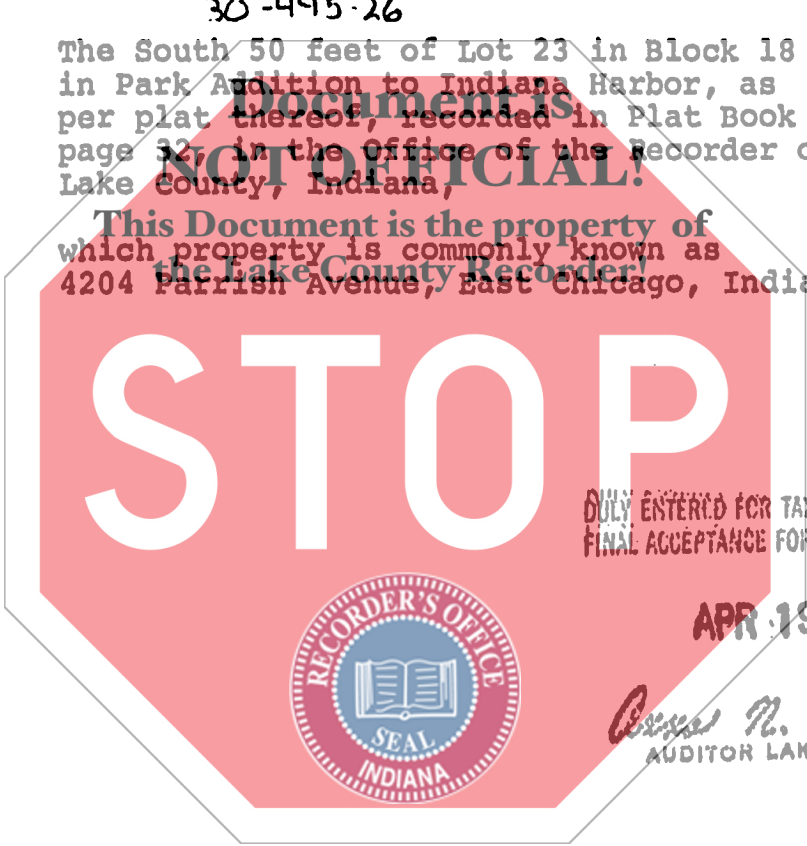 30-495-26
The South 50 feet of Lot 23 in Block 18
in Park Addition to Indiana Harbor, as
Document is
per plat thereof, recorded in Plat Book
NOT OFFICIAL!
page 32, in the Office of the Recorder o
Lake County, Indiana,
This Document is the property of
which property is commonly known as
the Lake County Recorder!
4204 Parrish Avenue, East Chicago, India
STOP
DULY ENTERED FOR TAX
FINAL ACCEPTANCE FOR
APR 19
N.
AUDITOR LAK
RECORDER'S OFFICE
SEAL
INDIANA